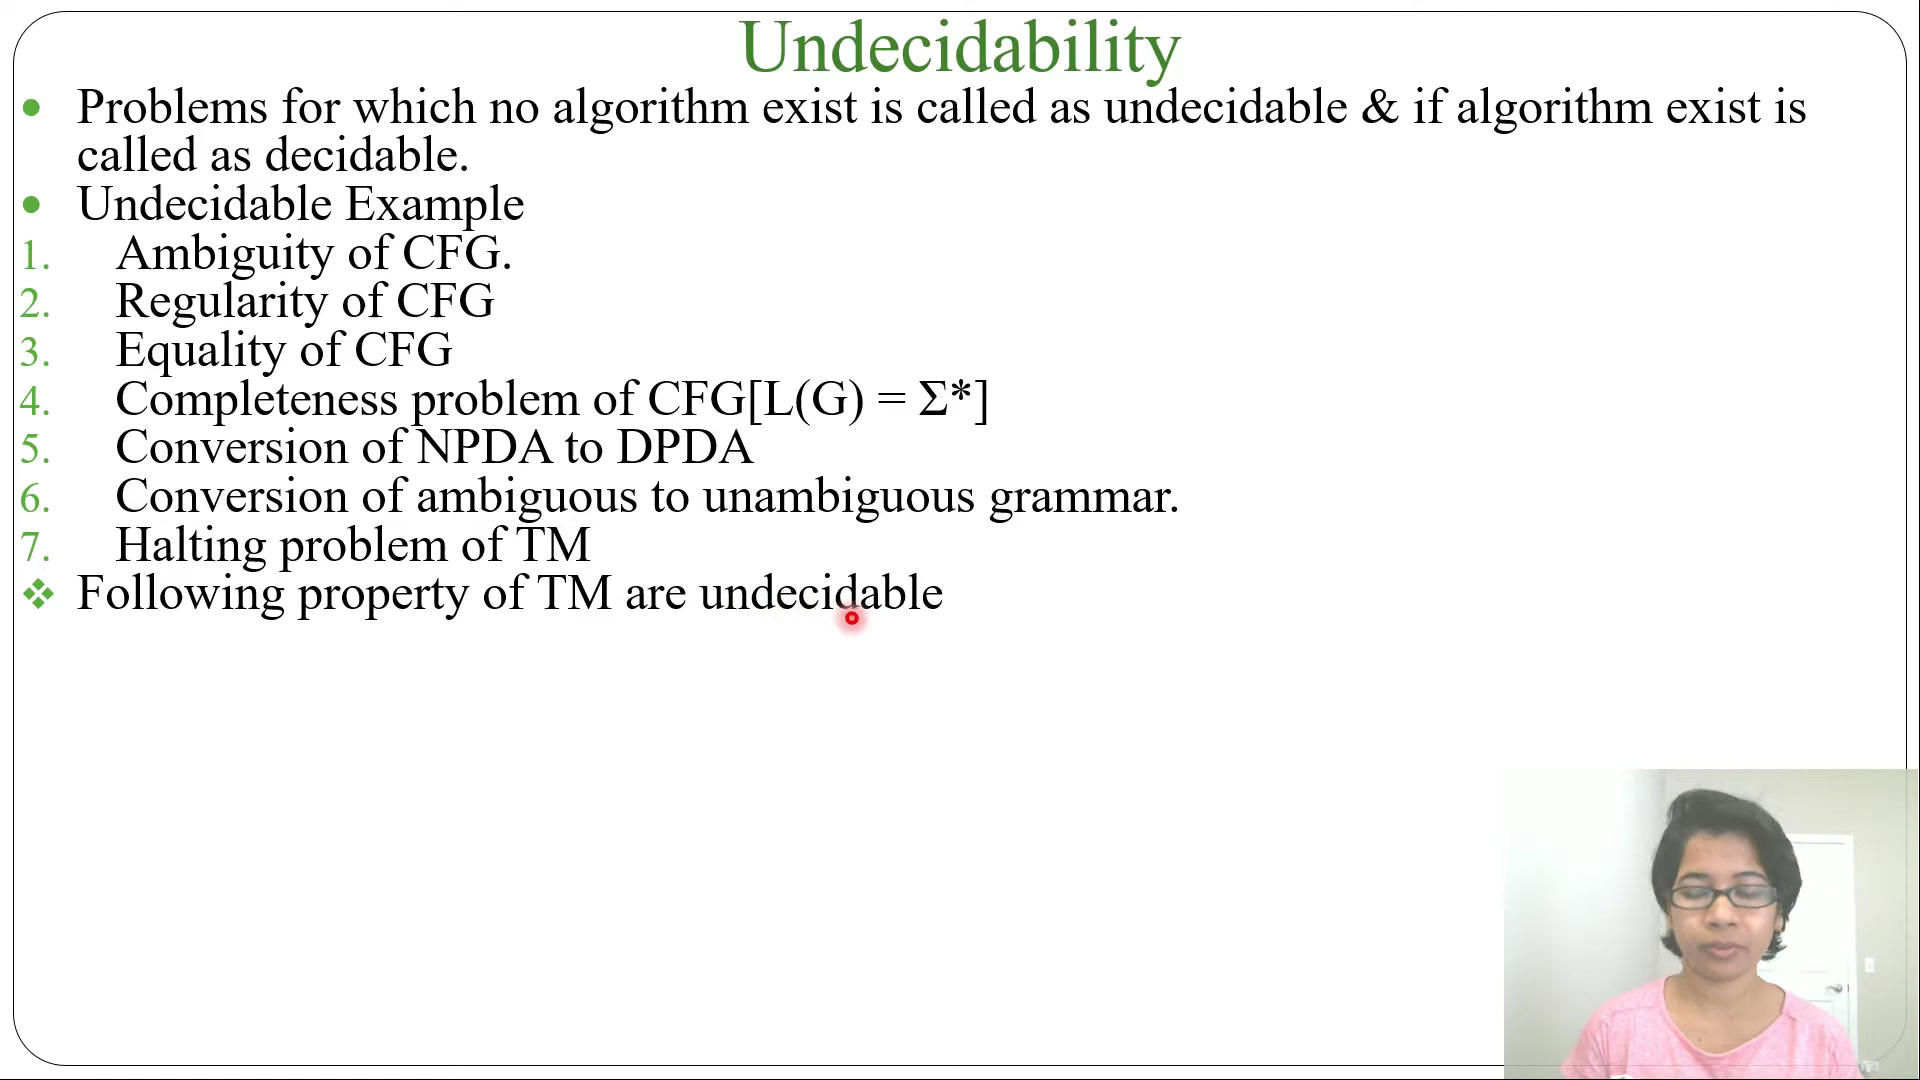 Undecidability
• Problems for which no algorithm exist is called as undecidable & if algorithm exist is
called as decidable.
• Undecidable Example
1. Ambiguity of CFG.
2. Regularity of CFG
3. Equality of CFG
4. Completeness problem of CFG[L(G) = Σ*]
5. Conversion of NPDA to DPDA
6. Conversion of ambiguous to unambiguous grammar.
7. Halting problem of TM
❖ Following property of TM are undecidable